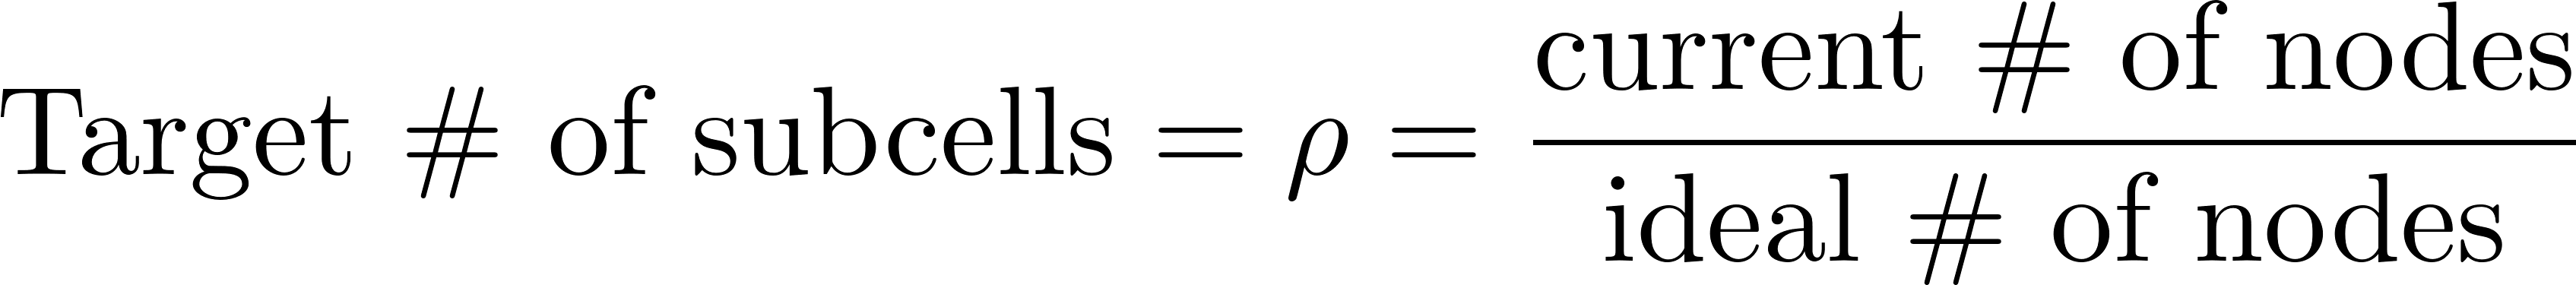 Target # of subcells = ρ = current # of nodes
ideal # of nodes